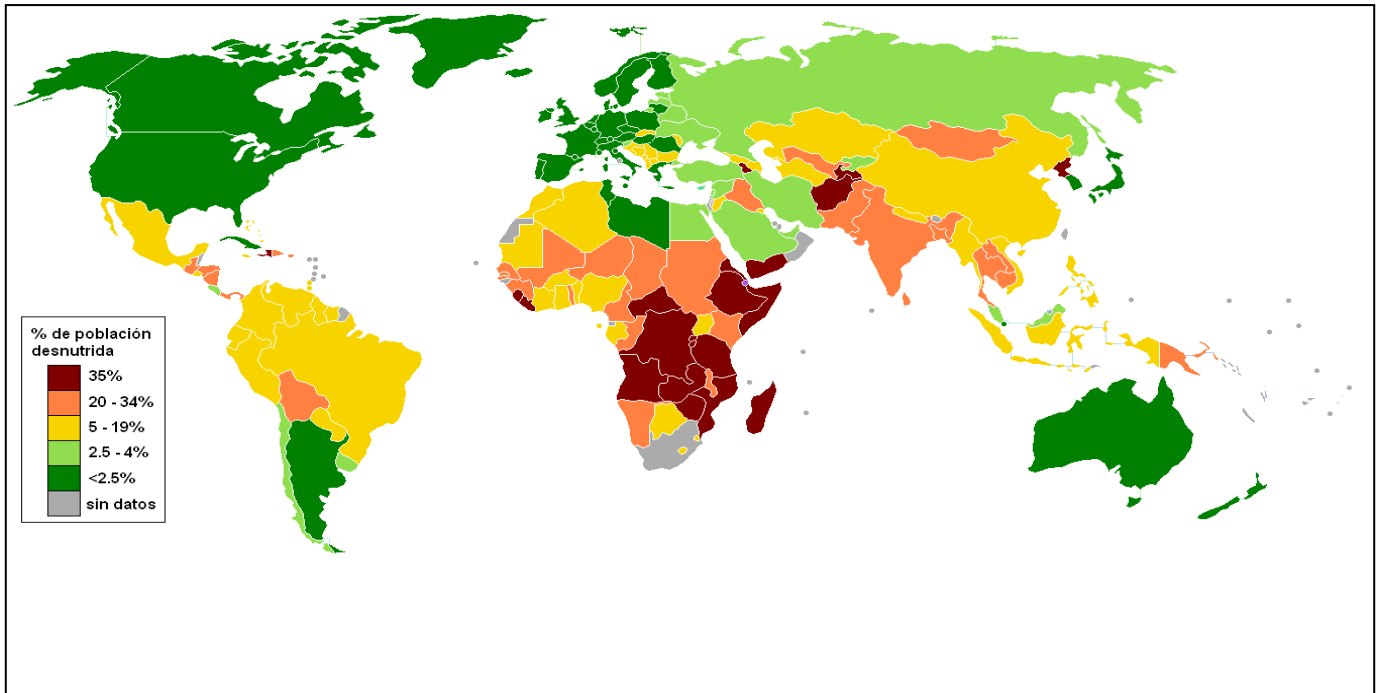 % de población
desnutrida
35%
20 - 34%
5 - 19%
2.5 - 4%
<2.5%
sin datos